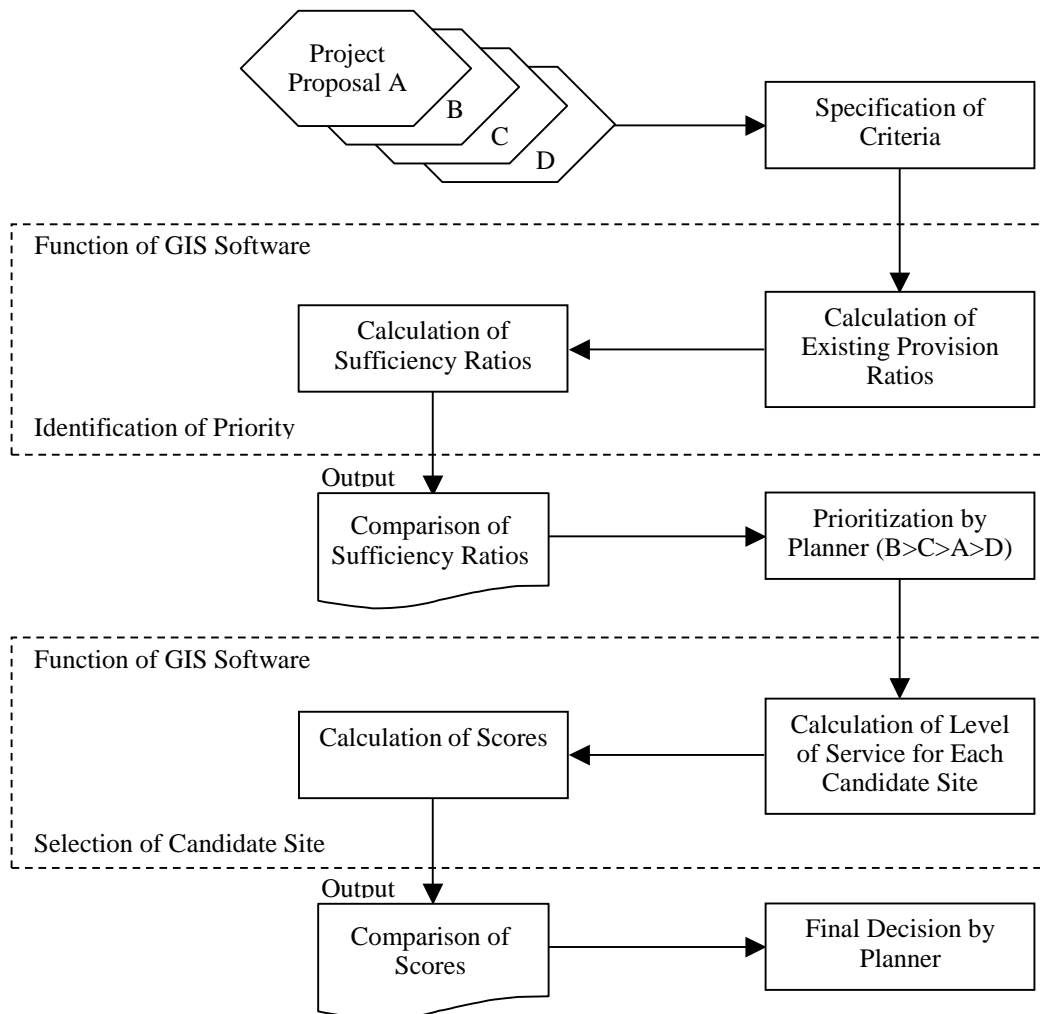 Project
Proposal A
B
C
D
Specification of
Criteria
Function of GIS Software
Calculation of
Sufficiency Ratios
Calculation of
Existing Provision
Ratios
Identification of Priority
Output
Comparison of
Sufficiency Ratios
Prioritization by
Planner (B>C>A>D)
Function of GIS Software
Calculation of Scores
Calculation of Level
of Service for Each
Candidate Site
Selection of Candidate Site
Output
Comparison of
Scores
Final Decision by
Planner